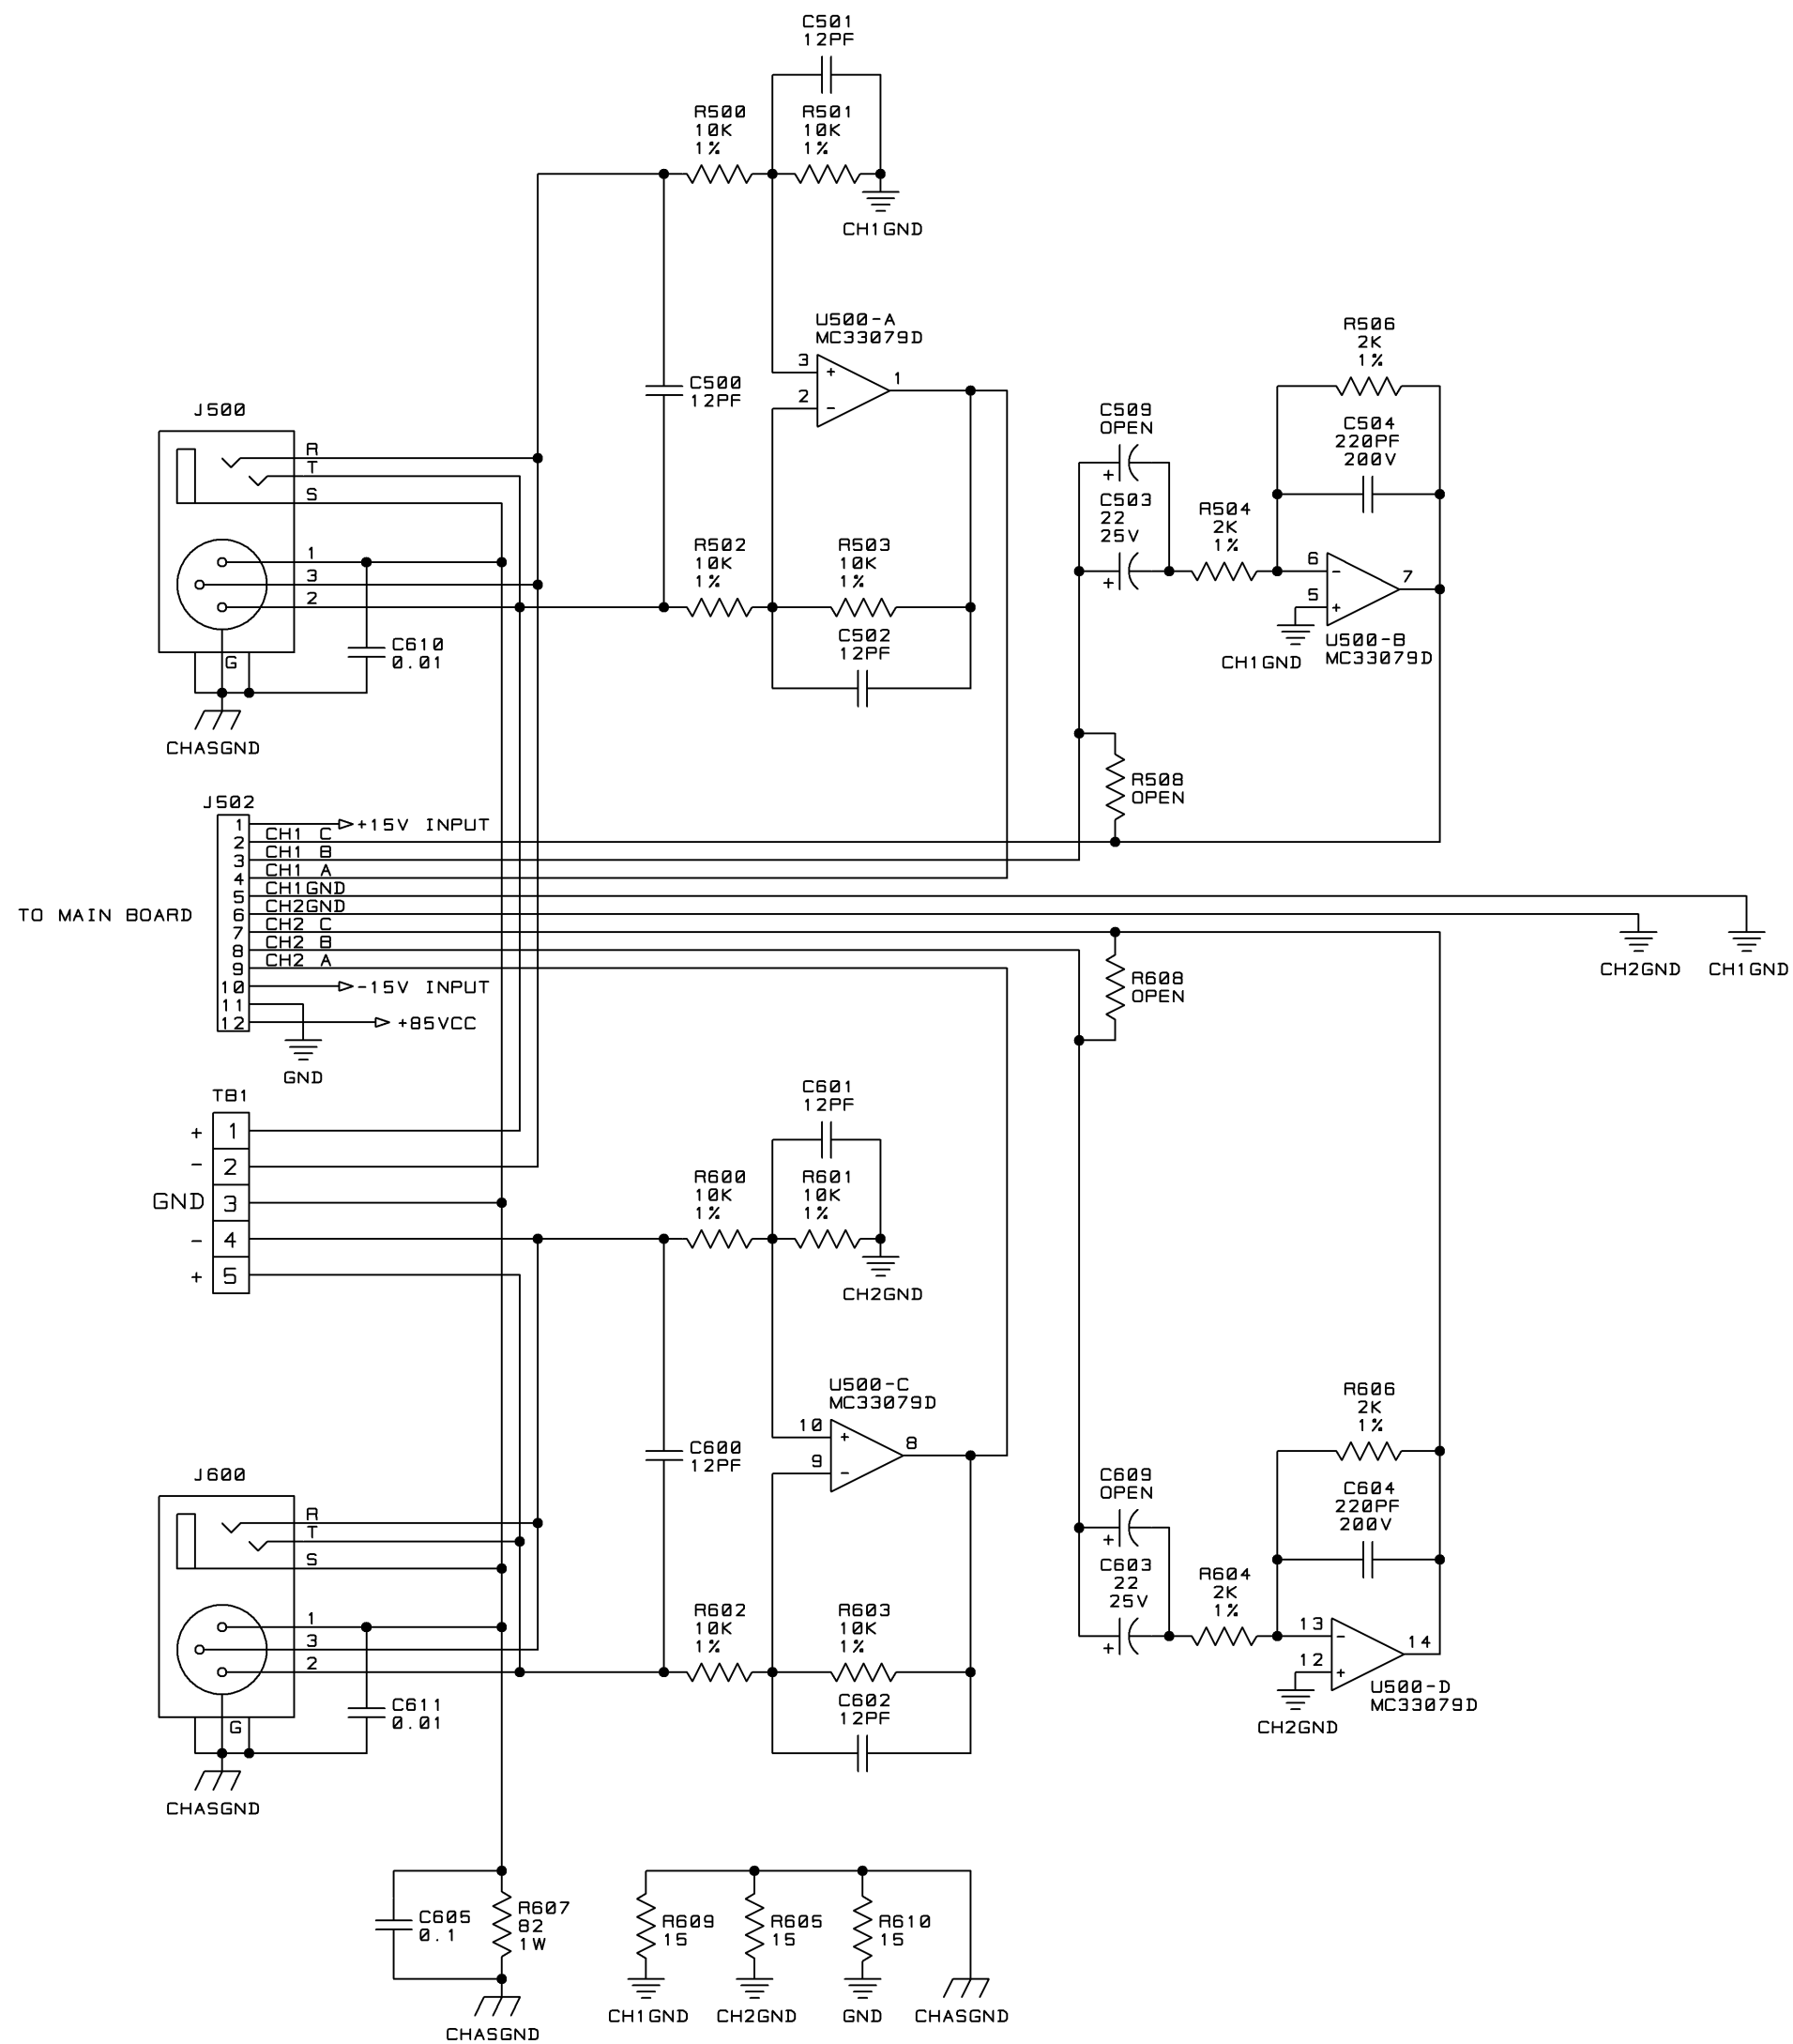 C501
12PF
R500
10K
1%
R501
10K
1%
CH1GND
U500-A
MC33079D
3
+
2
-
1
C500
12PF
R506
2K
1%
C509
OPEN
+
C504
220PF
200V
C503
22
25V
+
R504
2K
1%
6
-
5
+
7
CH1GND
U500-B
MC33079D
J500
R
T
S
1
3
2
G
C610
0.01
CHASGND
R502
10K
1%
R503
10K
1%
C502
12PF
R508
OPEN
J502
TO MAIN BOARD
1 +15V INPUT
2 CH1 C
3 CH1 B
4 CH1 A
5 CH1GND
6 CH2GND
7 CH2 C
8 CH2 B
9 CH2 A
10 -15V INPUT
11
12 +85VCC
GND
R608
OPEN
CH2GND
CH1GND
TB1
+ 1
- 2
GND 3
- 4
+ 5
C601
12PF
R600
10K
1%
R601
10K
1%
CH2GND
U500-C
MC33079D
10
+
9
-
8
C600
12PF
R606
2K
1%
C609
OPEN
+
C604
220PF
200V
C603
22
25V
+
R604
2K
1%
13
-
12
+
14
CH2GND
U500-D
MC33079D
J600
R
T
S
1
3
2
G
C611
0.01
CHASGND
R602
10K
1%
R603
10K
1%
C602
12PF
C605
0.1
R607
82
1W
CHASGND
R609
15
R605
15
R610
15
CH1GND
CH2GND
GND
CHASGND